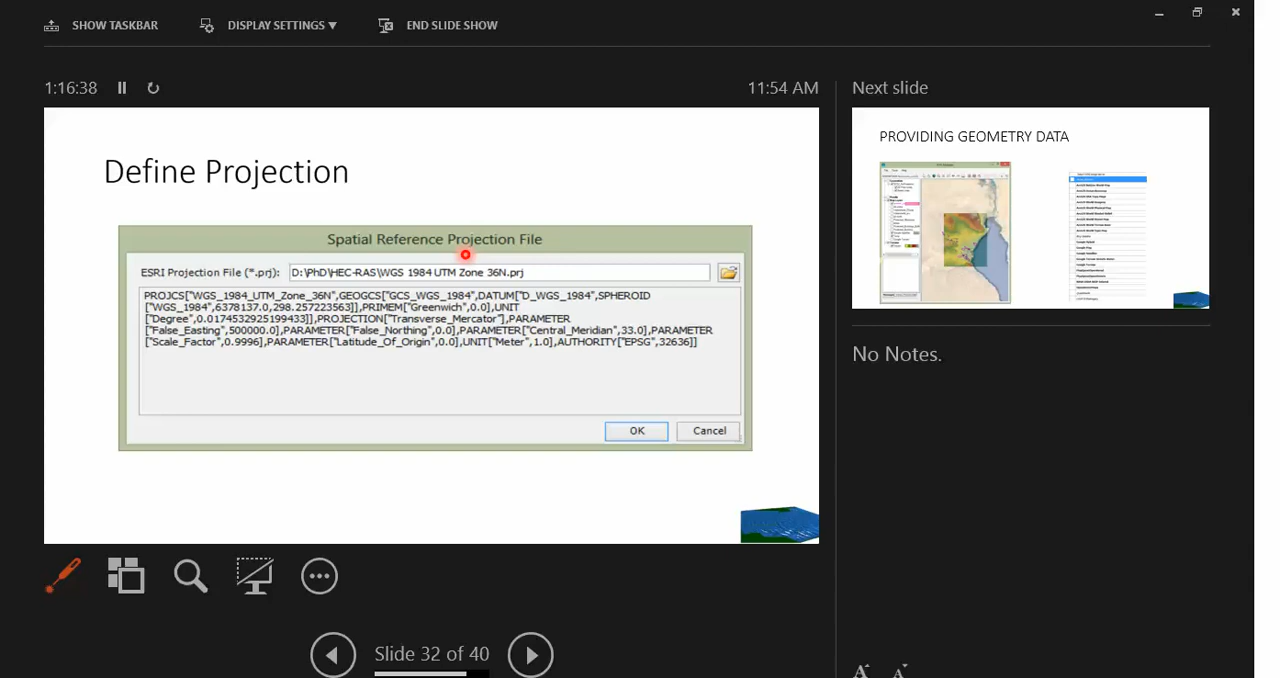 SHOW TASKBAR
DISPLAY SETTINGS ▼
END SLIDE SHOW
1:16:38
11:54 AM
Next slide
Define Projection
Spatial Reference Projection File
ESRI Projection File (*.prj):
D:\PhD\HEC-RAS\WGS 1984 UTM Zone 36N.prj
PROJCS["WGS_1984_UTM_Zone_36N",GEOGCS["GCS_WGS_1984",DATUM["D_WGS_1984",SPHEROID
["WGS_1984",6378137.0,298.257223563]],PRIMEM["Greenwich",0.0],UNIT
["Degree",0.0174532925199433]],PROJECTION["Transverse_Mercator"],PARAMETER
["False_Easting",500000.0],PARAMETER["False_Northing",0.0],PARAMETER["Central_Meridian",33.0],PARAMETER
["Scale_Factor",0.9996],PARAMETER["Latitude_Of_Origin",0.0],UNIT["Meter",1.0],AUTHORITY["EPSG",32636]]
OK
Cancel
PROVIDING GEOMETRY DATA
No Notes.
Slide 32 of 40
A
A